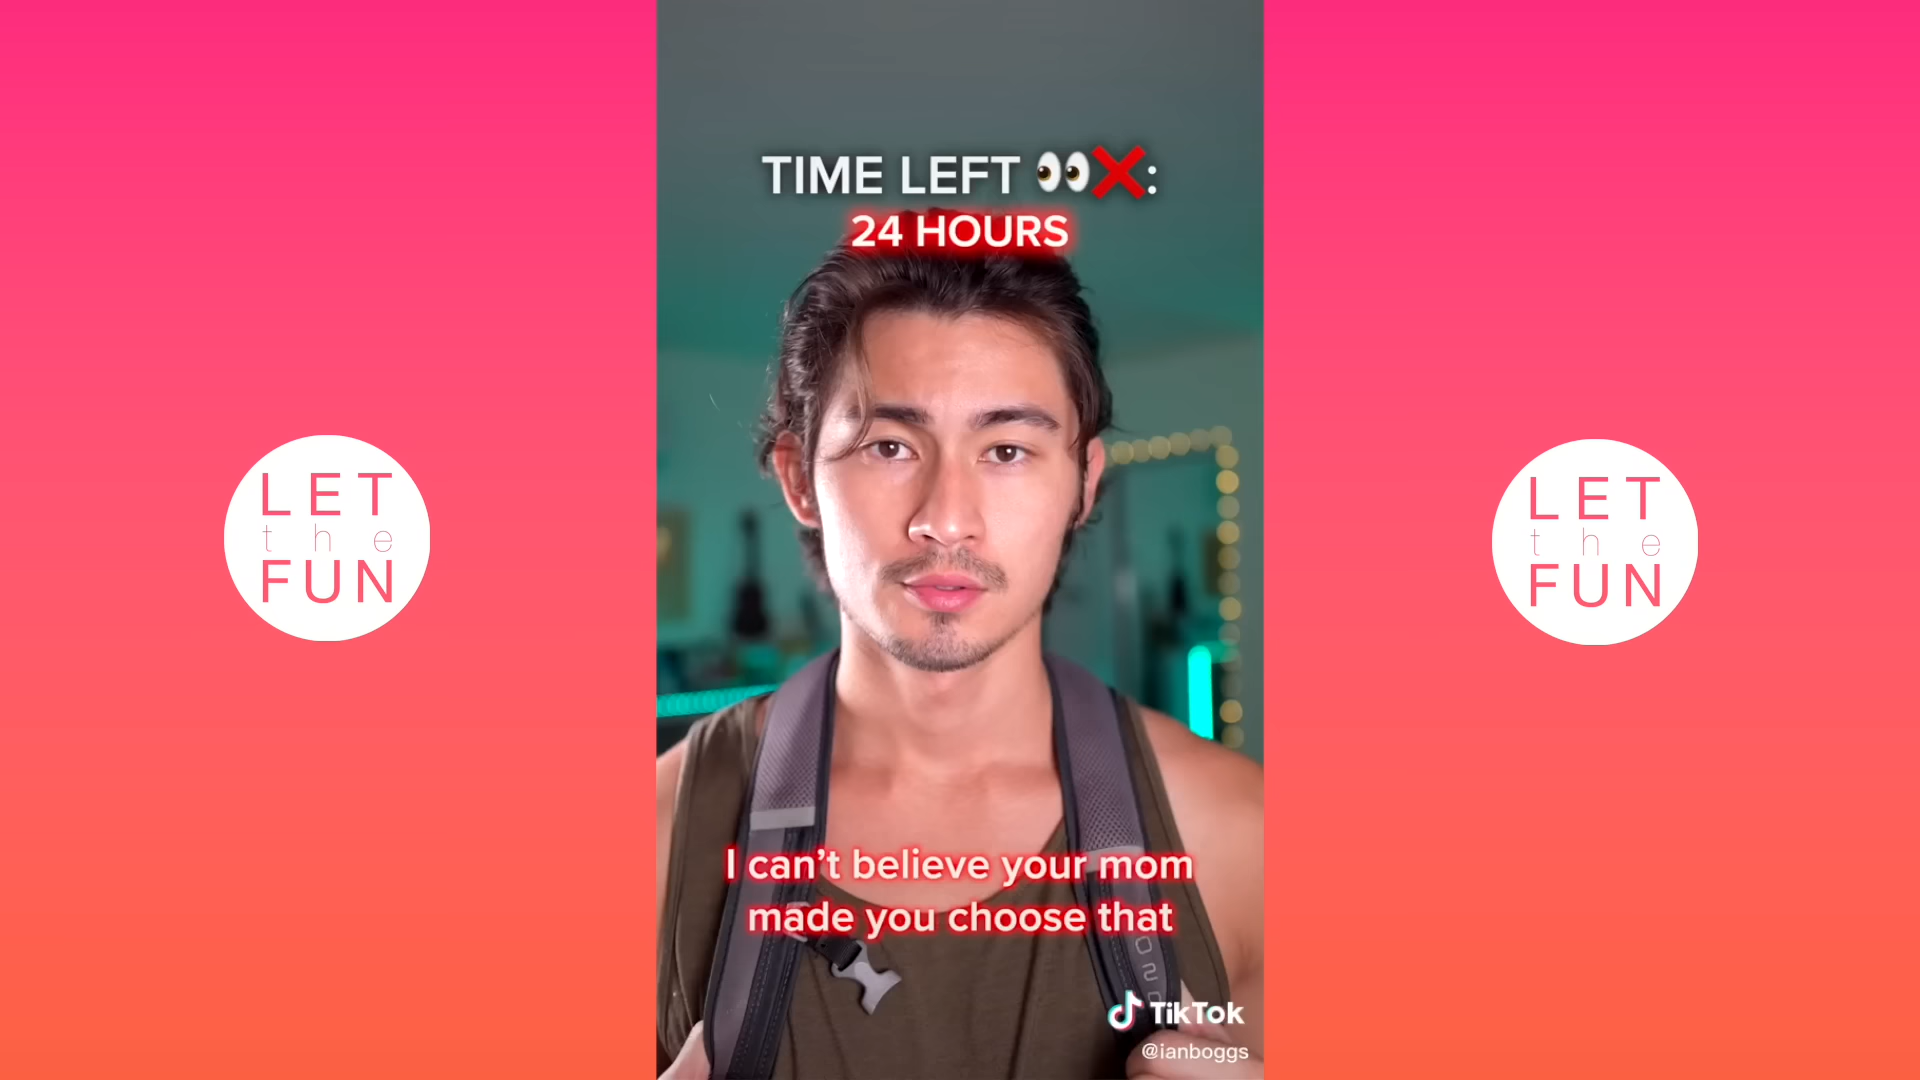 TIME LEFT 👀❌:
24 HOURS
LET
the
FUN
LET
the
FUN
I can't believe your mom
made you choose that
TikTok
@ianboggs